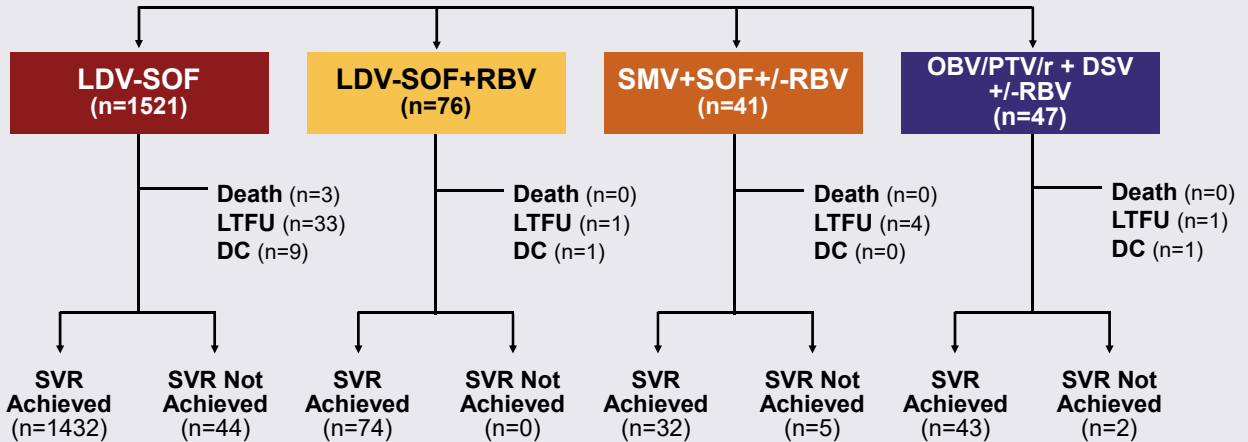 LDV-SOF
(n=1521)
LDV-SOF+RBV
(n=76)
SMV+SOF+/-RBV
(n=41)
OBV/PTV/r + DSV
+/-RBV
(n=47)
Death (n=3)
LTFU (n=33)
DC (n=9)
Death (n=0)
LTFU (n=1)
DC (n=1)
Death (n=0)
LTFU (n=4)
DC (n=0)
Death (n=0)
LTFU (n=1)
DC (n=1)
SVR
Achieved
(n=1432)
SVR Not
Achieved
(n=44)
SVR
Achieved
(n=74)
SVR Not
Achieved
(n=0)
SVR
Achieved
(n=32)
SVR Not
Achieved
(n=5)
SVR
Achieved
(n=43)
SVR Not
Achieved
(n=2)